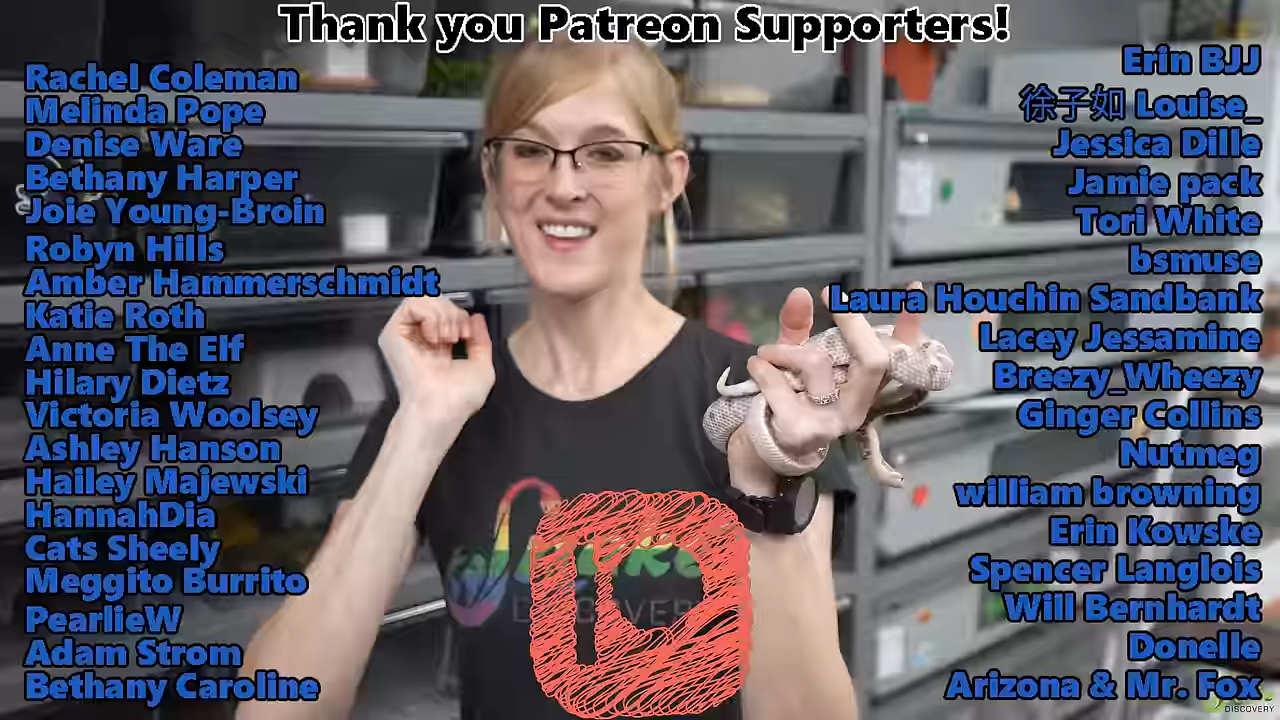 Thank you Patreon Supporters!
Rachel Coleman
Melinda Pope
Denise Ware
Bethany Harper
Joie Young-Broin
Robyn Hills
Amber Hammerschmidt
Katie Roth
Anne The Elf
Hilary Dietz
Victoria Woolsey
Ashley Hanson
Hailey Majewski
HannahDia
Cats Sheely
Meggito Burrito
PearlieW
Adam Strom
Bethany Caroline
Erin BJJ
徐子如 Louise_
Jessica Dille
Jamie pack
Tori White
bsmuse
Laura Houchin Sandbank
Lacey Jessamine
Breezy_Wheezy
Ginger Collins
Nutmeg
william browning
Erin Kowske
Spencer Langlois
Will Bernhardt
Donelle
Arizona & Mr. Fox
DISCOVERY